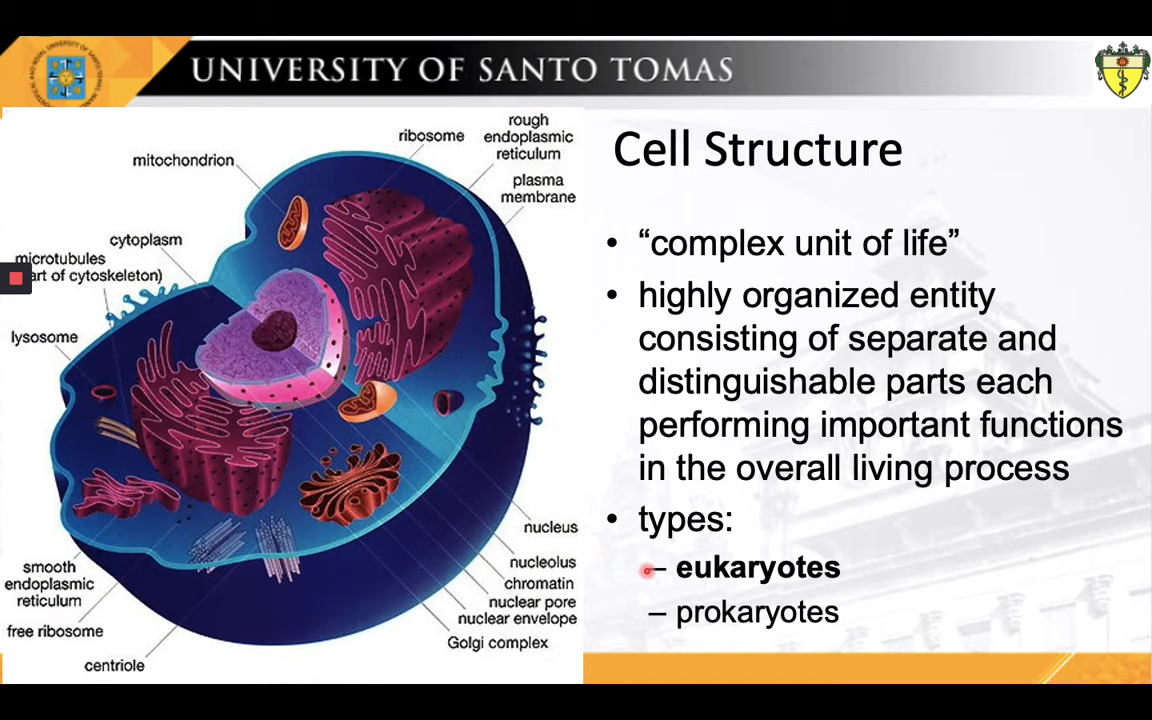 UNIVERSITY OF SANTO TOMAS
rough
ribosome endoplasmic
reticulum
mitochondrion
plasma
membrane
cytoplasm
microtubules
art of cytoskeleton)
lysosome
nucleus
smooth
endoplasmic
reticulum
nucleolus
chromatin
nuclear pore
nuclear envelope
free ribosome
Golgi complex
centriole
Cell Structure
• “complex unit of life”
• highly organized entity
consisting of separate and
distinguishable parts each
performing important functions
in the overall living process
• types:
– eukaryotes
– prokaryotes